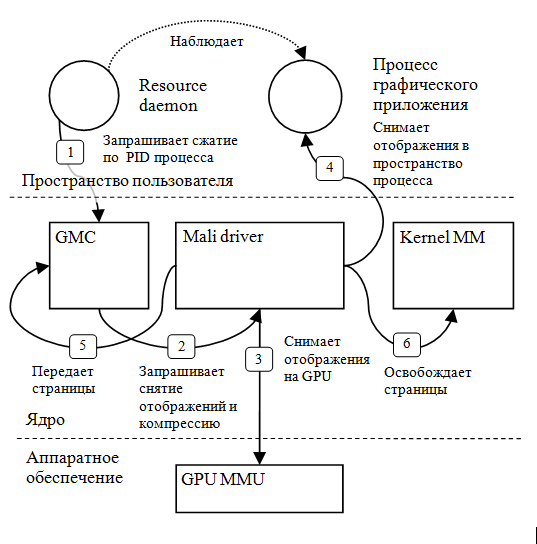 Наблюдает
Resource
daemon
Процесс
графического
приложения
1
Запрашивает сжатие
по PID процесса
Снимает
отображения в
пространство
процесса
4
Пространство пользователя
GMC
Mali driver
Kernel MM
5
2
3
6
Передает
страницы
Запрашивает
снятие
отображений и
компрессию
Снимает
отображения
на GPU
Освобождает
страницы
Ядро
Аппаратное
обеспечение
GPU MMU